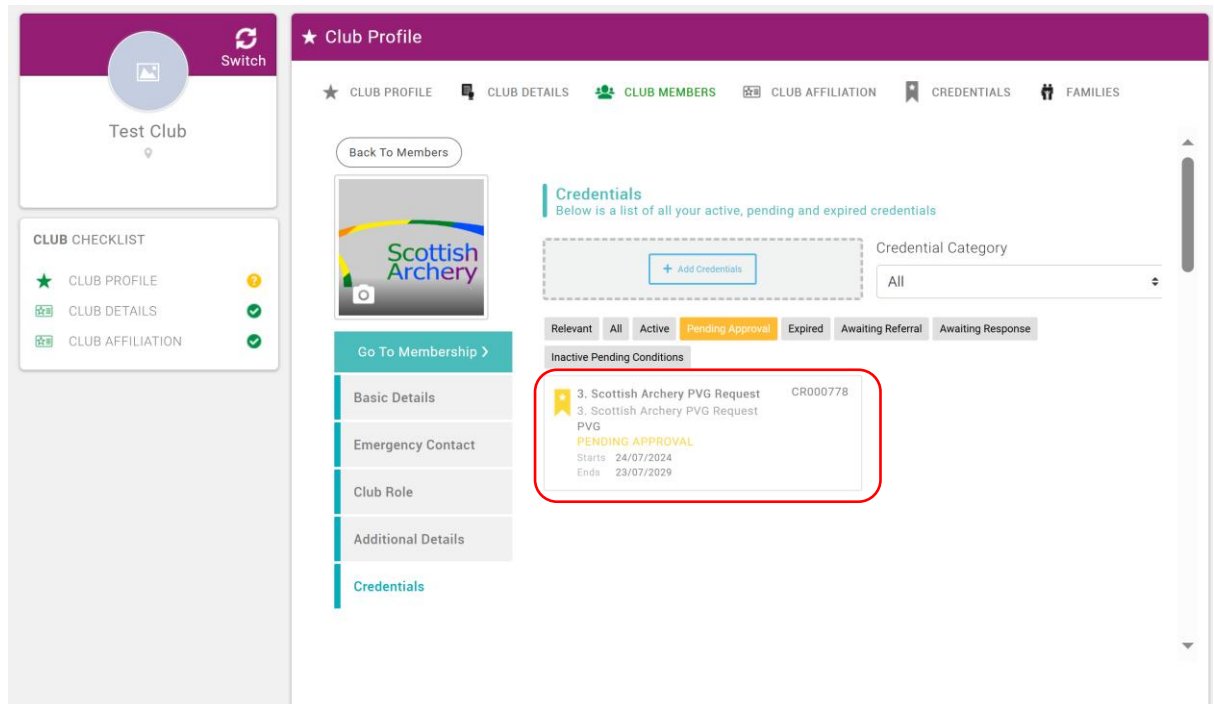 Switch
Test Club
CLUB CHECKLIST
CLUB PROFILE
CLUB DETAILS
CLUB AFFILIATION
Club Profile
CLUB PROFILE CLUB DETAILS CLUB MEMBERS CLUB AFFILIATION CREDENTIALS FAMILIES
Back To Members
Scottish
Archery
Go To Membership
Basic Details
Emergency Contact
Club Role
Additional Details
Credentials
Credentials
Below is a list of all your active, pending and expired credentials
+ Add Credentials
Credential Category
All
Relevant All Active Pending Approval Expired Awaiting Referral Awaiting Response
Inactive Pending Conditions
3. Scottish Archery PVG Request CR000778
3. Scottish Archery PVG Request
PVG
PENDING APPROVAL
Starts 24/07/2024
Ends 23/07/2029